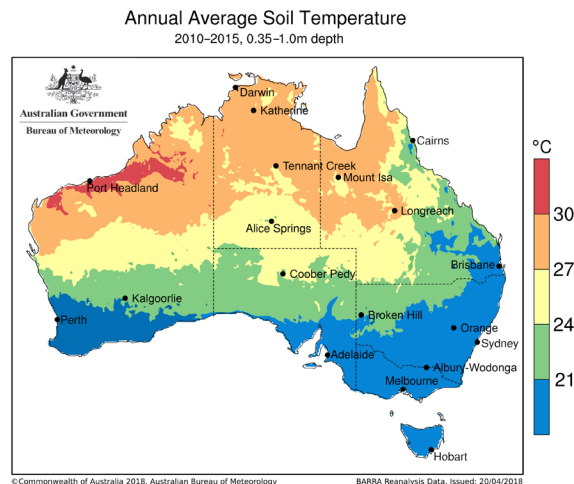 Annual Average Soil Temperature
2010–2015, 0.35–1.0m depth
Australian Government
Bureau of Meteorology
Darwin
Katherine
Cairns
°C
Tennant Creek
Mount Isa
Port Headland
30
Longreach
Alice Springs
Brisbane
27
Coober Pedy
Kalgoorlie
Broken Hill
Perth
24
Orange
Sydney
Adelaide
Albury-Wodonga
21
Melbourne
Hobart
©Commonwealth of Australia 2018, Australian Bureau of Meteorology
BARRA Reanalysis Data, Issued: 20/04/2018